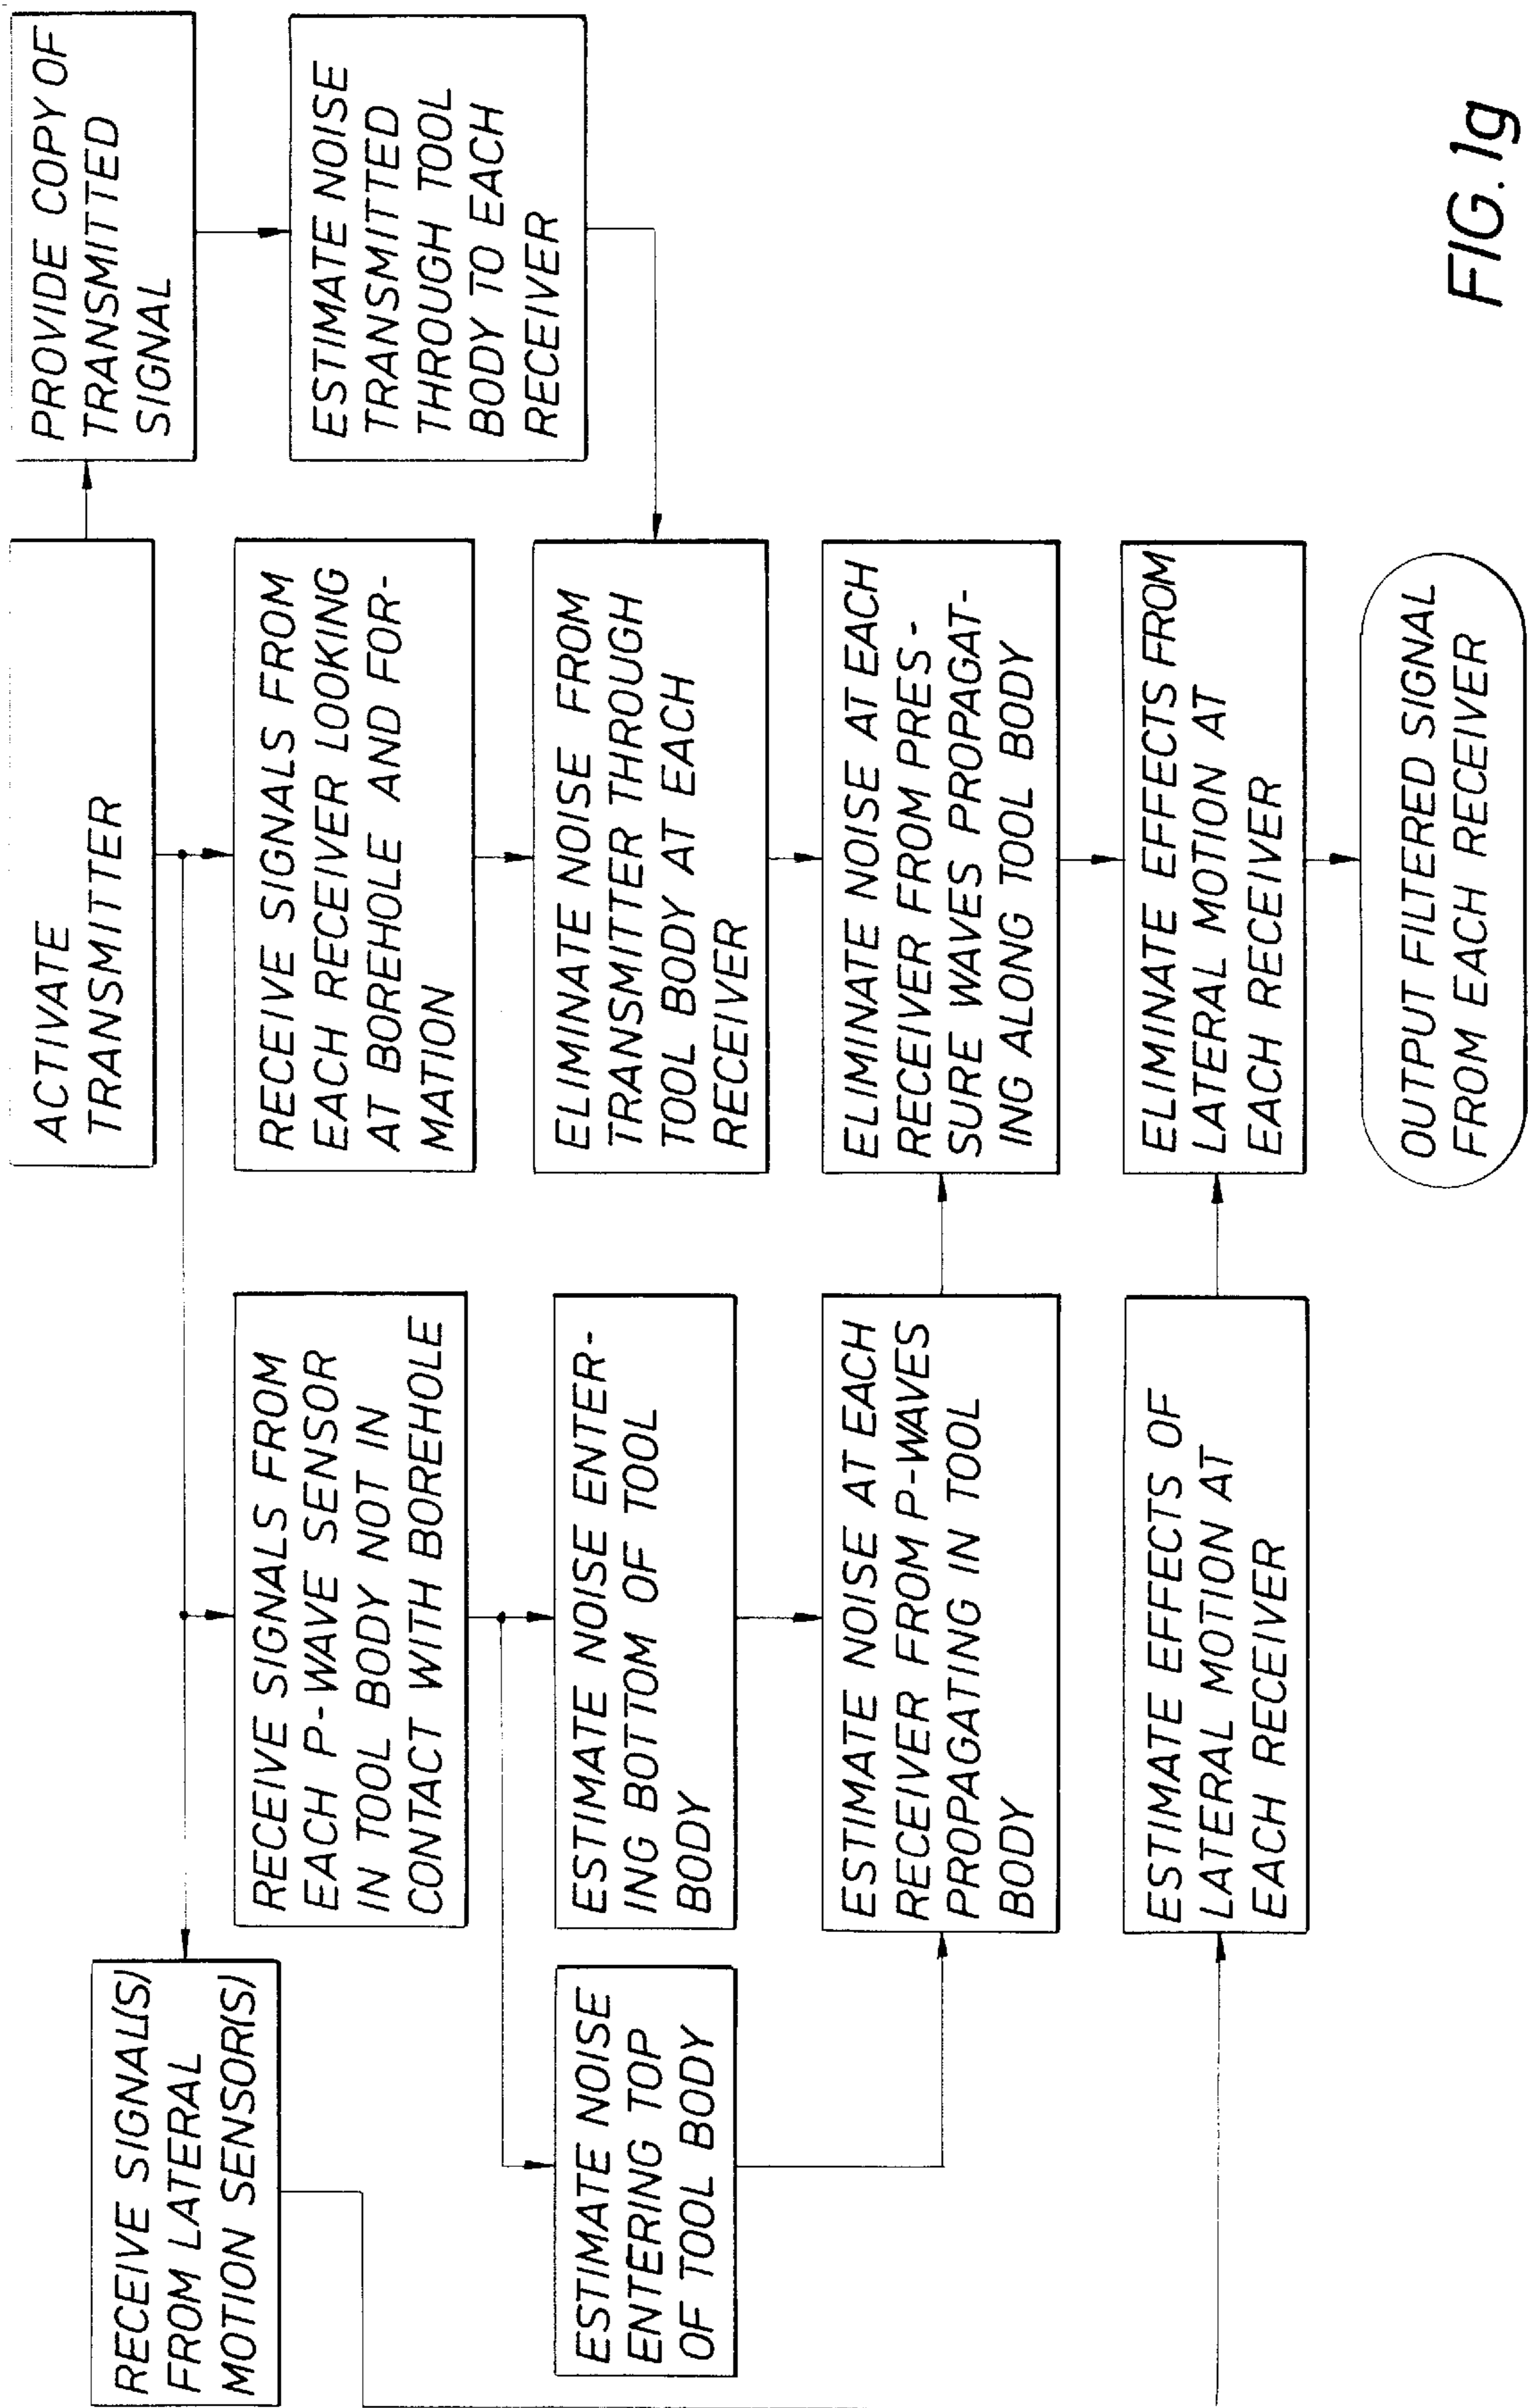 ACTIVATE
TRANSMITTER
PROVIDE COPY OF
TRANSMITTED
SIGNAL
ESTIMATE NOISE
TRANSMITTED
THROUGH TOOL
BODY TO EACH
RECEIVER
RECEIVE SIGNAL(S)
FROM LATERAL
MOTION SENSOR(S)
RECEIVE SIGNALS FROM
EACH P-WAVE SENSOR
IN TOOL BODY NOT IN
CONTACT WITH BOREHOLE
RECEIVE SIGNALS FROM
EACH RECEIVER LOOKING
AT BOREHOLE AND FOR-
MATION
ESTIMATE NOISE
ENTERING TOP
OF TOOL BODY
ESTIMATE NOISE ENTER-
ING BOTTOM OF TOOL
BODY
ELIMINATE NOISE FROM
TRANSMITTER THROUGH
TOOL BODY AT EACH
RECEIVER
ESTIMATE NOISE AT EACH
RECEIVER FROM P-WAVES
PROPAGATING IN TOOL
BODY
ELIMINATE NOISE AT EACH
RECEIVER FROM PRES-
SURE WAVES PROPAGAT-
ING ALONG TOOL BODY
ESTIMATE EFFECTS OF
LATERAL MOTION AT
EACH RECEIVER
ELIMINATE EFFECTS FROM
LATERAL MOTION AT
EACH RECEIVER
OUTPUT FILTERED SIGNAL
FROM EACH RECEIVER
FIG.1g